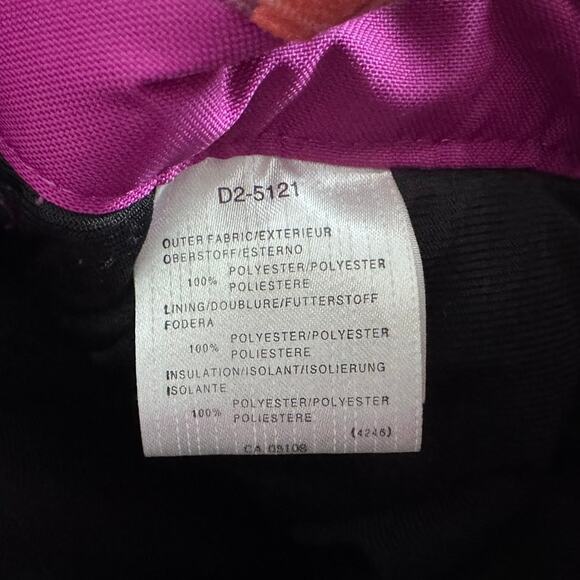 D2-5121
OUTER FABRIC/EXTERIEUR
OBERSTOFF/ESTERNO
100% POLYESTER/POLYESTER
POLIESTERE
LINING/DOUBLURE/FUTTERSTOFF
FODERA
100% POLYESTER/POLYESTER
POLIESTERE
INSULATION/ISOLANT/ISOLIERUNG
ISOLANTE
100% POLYESTER/POLYESTER
POLIESTERE
(4246)
CA